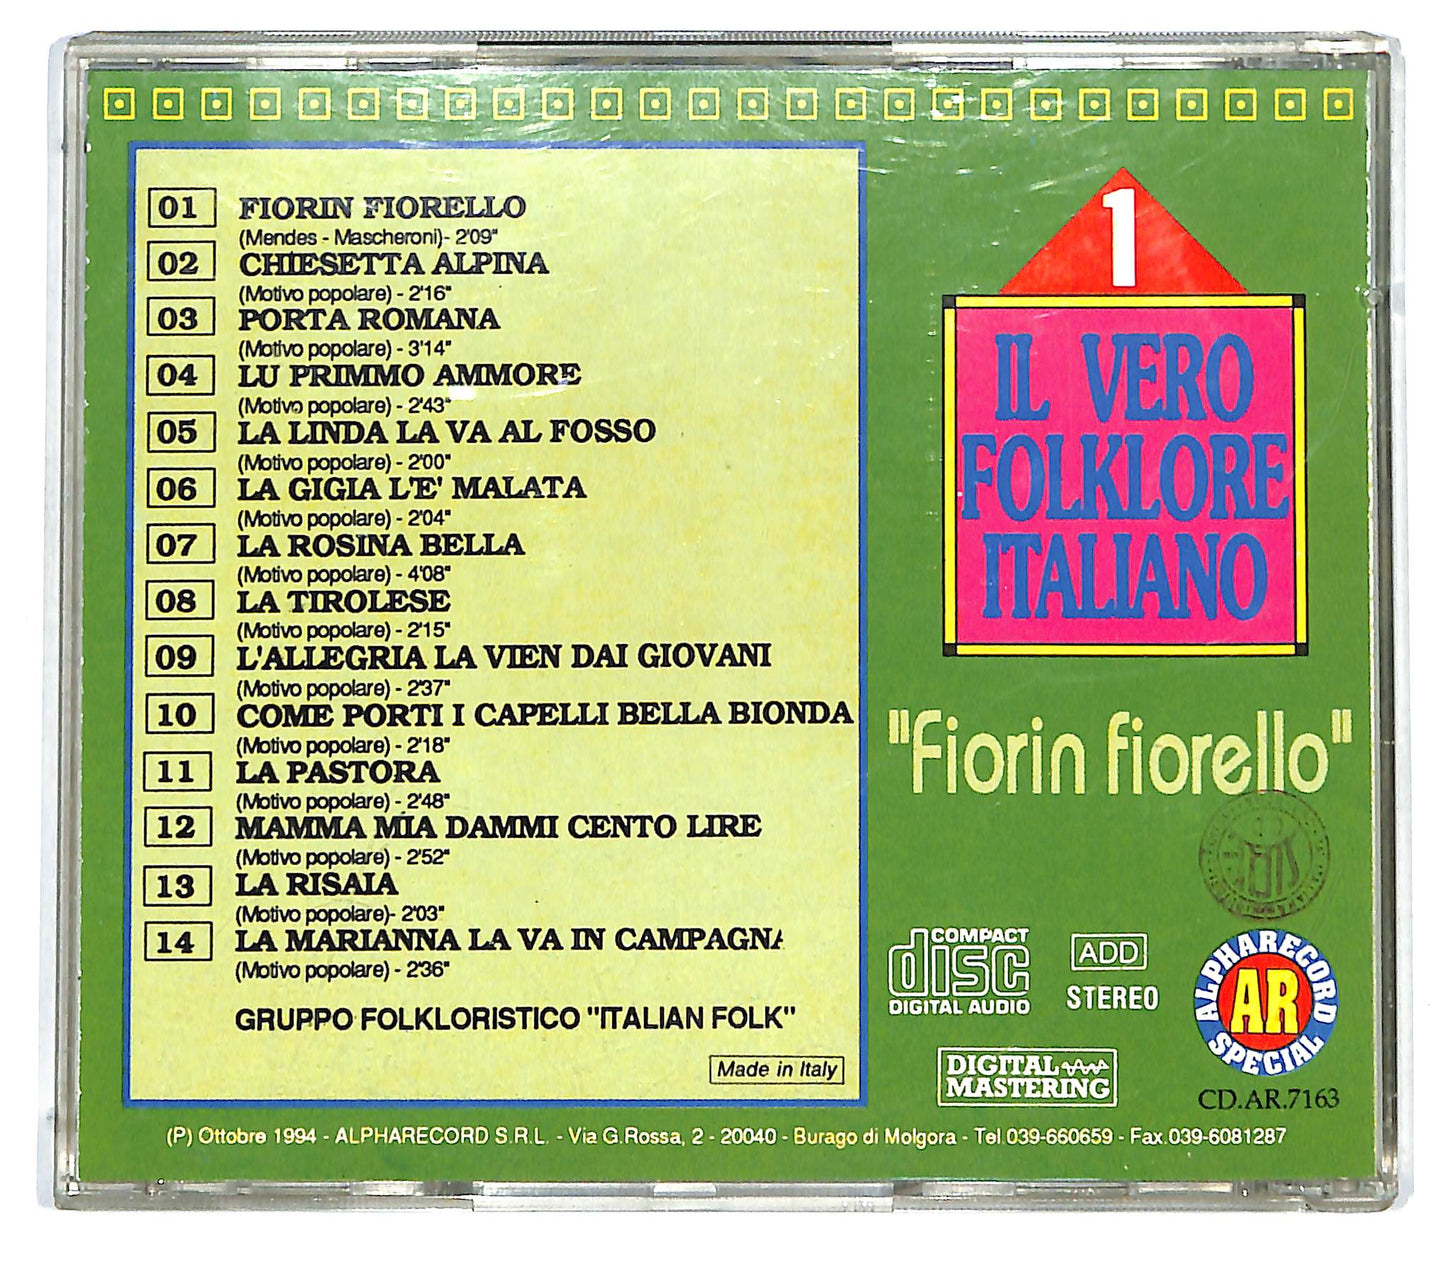 01 FIORIN FIORELLO
(Mendes - Mascheroni)- 2'09"
02 CHIESETTA ALPINA
(Motivo popolare) - 2'16"
03 PORTA ROMANA
(Motivo popolare) - 3'14"
04 LU PRIMMO AMMORE
(Motivo popolare) - 2'43"
05 LA LINDA LA VA AL FOSSO
(Motivo popolare) - 2'00"
06 LA GIGIA L'E' MALATA
(Motivo popolare) - 2'04"
07 LA ROSINA BELLA
(Motivo popolare) - 4'08"
08 LA TIROLESE
(Motivo popolare) - 2'15"
09 L'ALLEGRIA LA VIEN DAI GIOVANI
(Motivo popolare) - 2'37"
10 COME PORTI I CAPELLI BELLA BIONDA
(Motivo popolare) - 2'18"
11 LA PASTORA
(Motivo popolare) - 2'48"
12 MAMMA MIA DAMMI CENTO LIRE
(Motivo popolare) - 2'52"
13 LA RISAIA
(Motivo popolare)- 2'03"
14 LA MARIANNA LA VA IN CAMPAGNA
(Motivo popolare) - 2'36"
GRUPPO FOLKLORISTICO "ITALIAN FOLK"
Made in Italy
1
IL VERO
FOLKLORE
ITALIANO
"Fiorin fiorello"
COMPACT
disc
DIGITAL AUDIO
ADD
STEREO
ALPHARECORD
AR
SPECIAL
DIGITAL
MASTERING
CD.AR.7163
(P) Ottobre 1994 - ALPHARECORD S.R.L. - Via G.Rossa, 2 - 20040 - Burago di Molgora - Tel.039-660659 - Fax.039-6081287